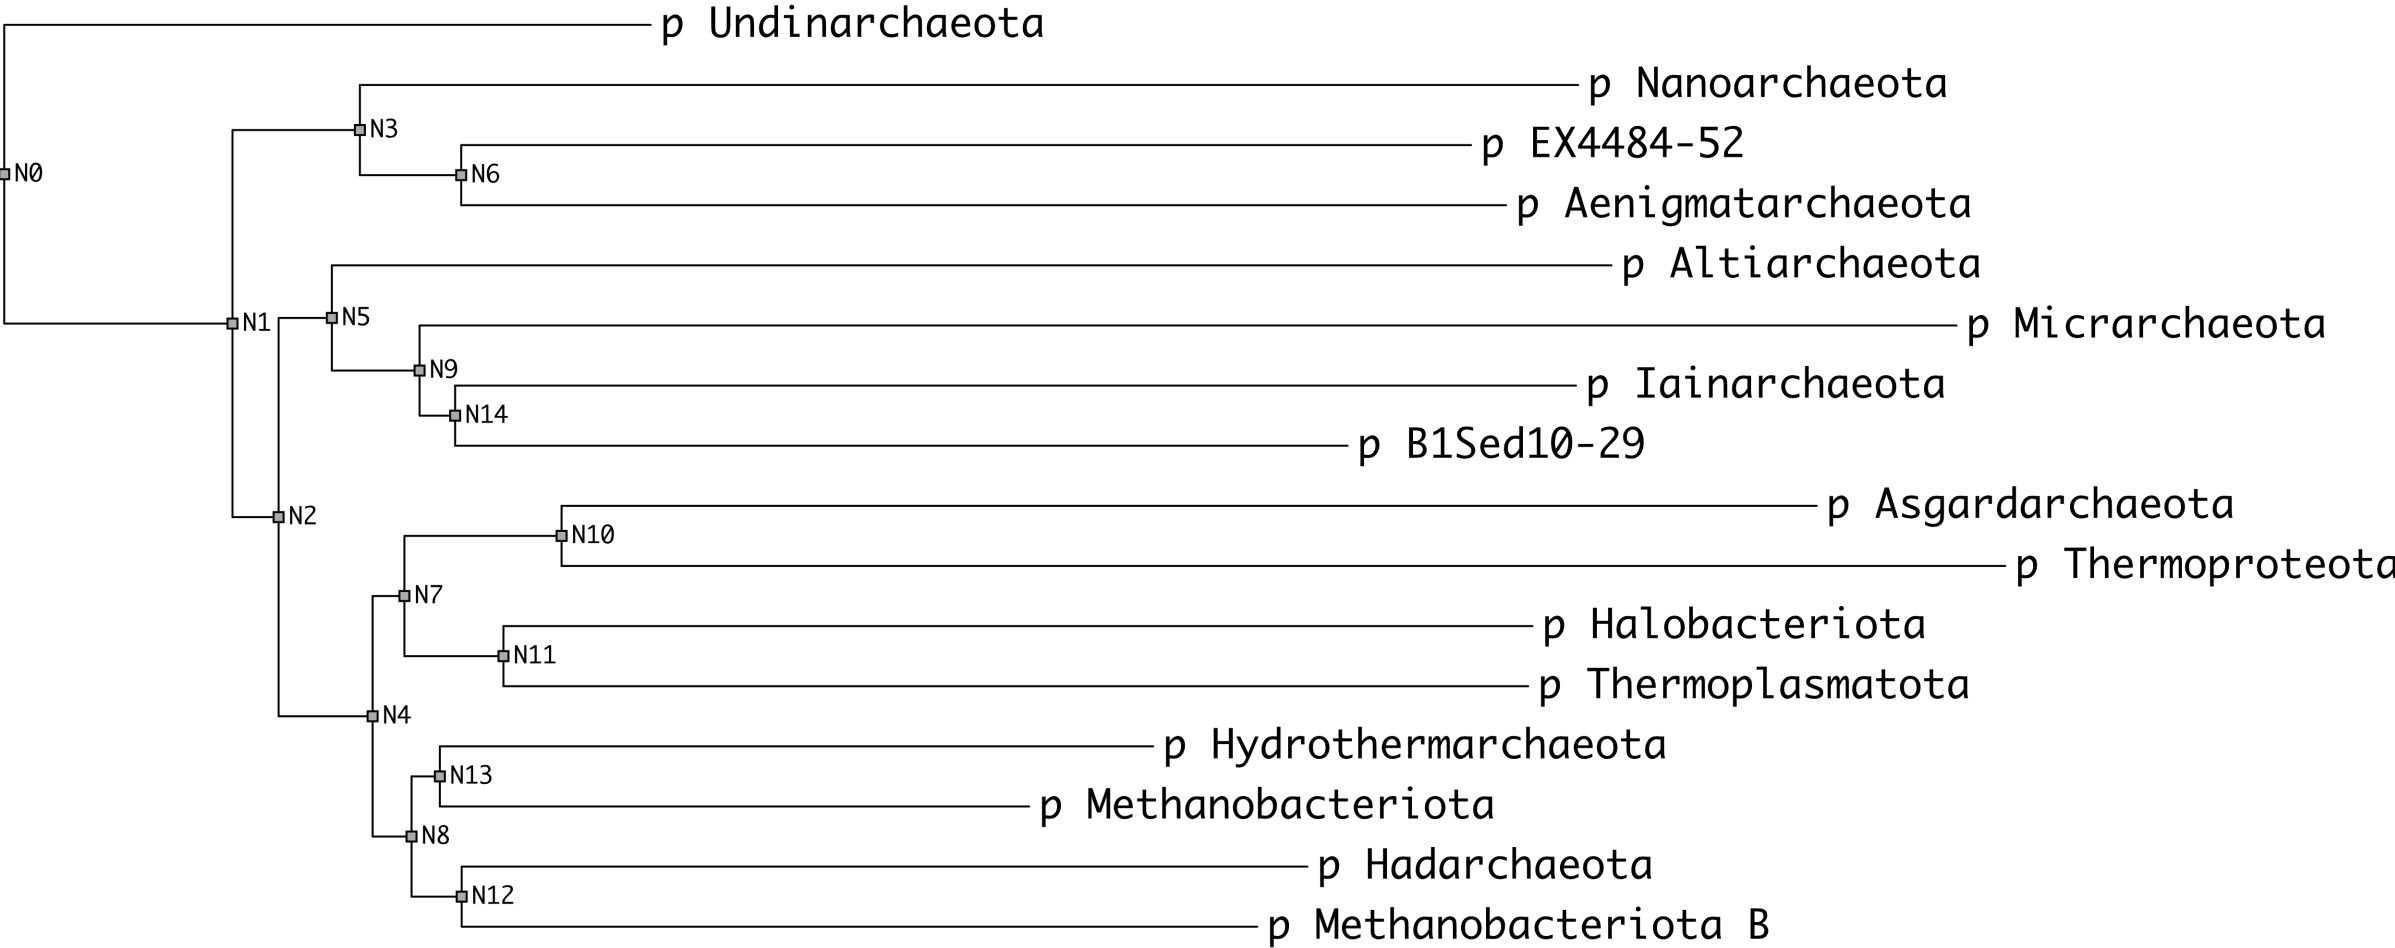 p Undinarchaeota
p Nanoarchaeota
N3
p EX4484-52
N0
N6
p Aenigmatarchaeota
p Altiarchaeota
N5
N1
p Micrarchaeota
N9
p Iainarchaeota
N14
p B1Sed10-29
p Asgardarchaeota
N2
N10
p Thermoproteota
N7
p Halobacteriota
N11
p Thermoplasmatota
N4
p Hydrothermarchaeota
N13
p Methanobacteriota
N8
p Hadarchaeota
N12
p Methanobacteriota B